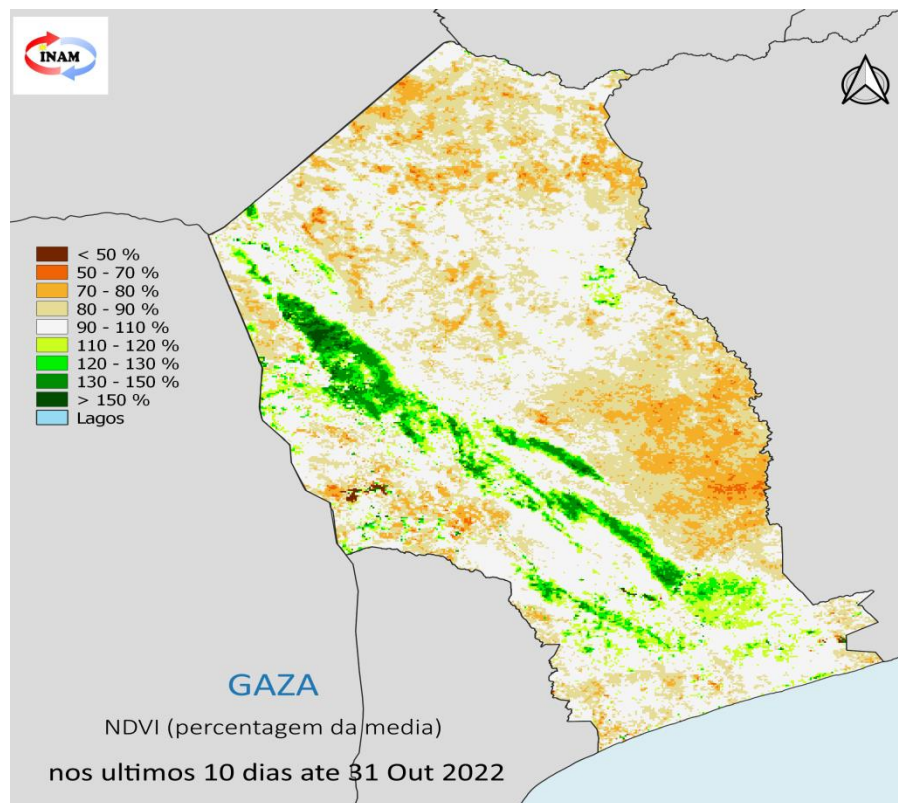 INAM
< 50 %
50 - 70 %
70 - 80 %
80 - 90 %
90 - 110 %
110 - 120 %
120 - 130 %
130 - 150 %
> 150 %
Lagos
GAZA
NDVI (percentagem da media)
nos ultimos 10 dias ate 31 Out 2022